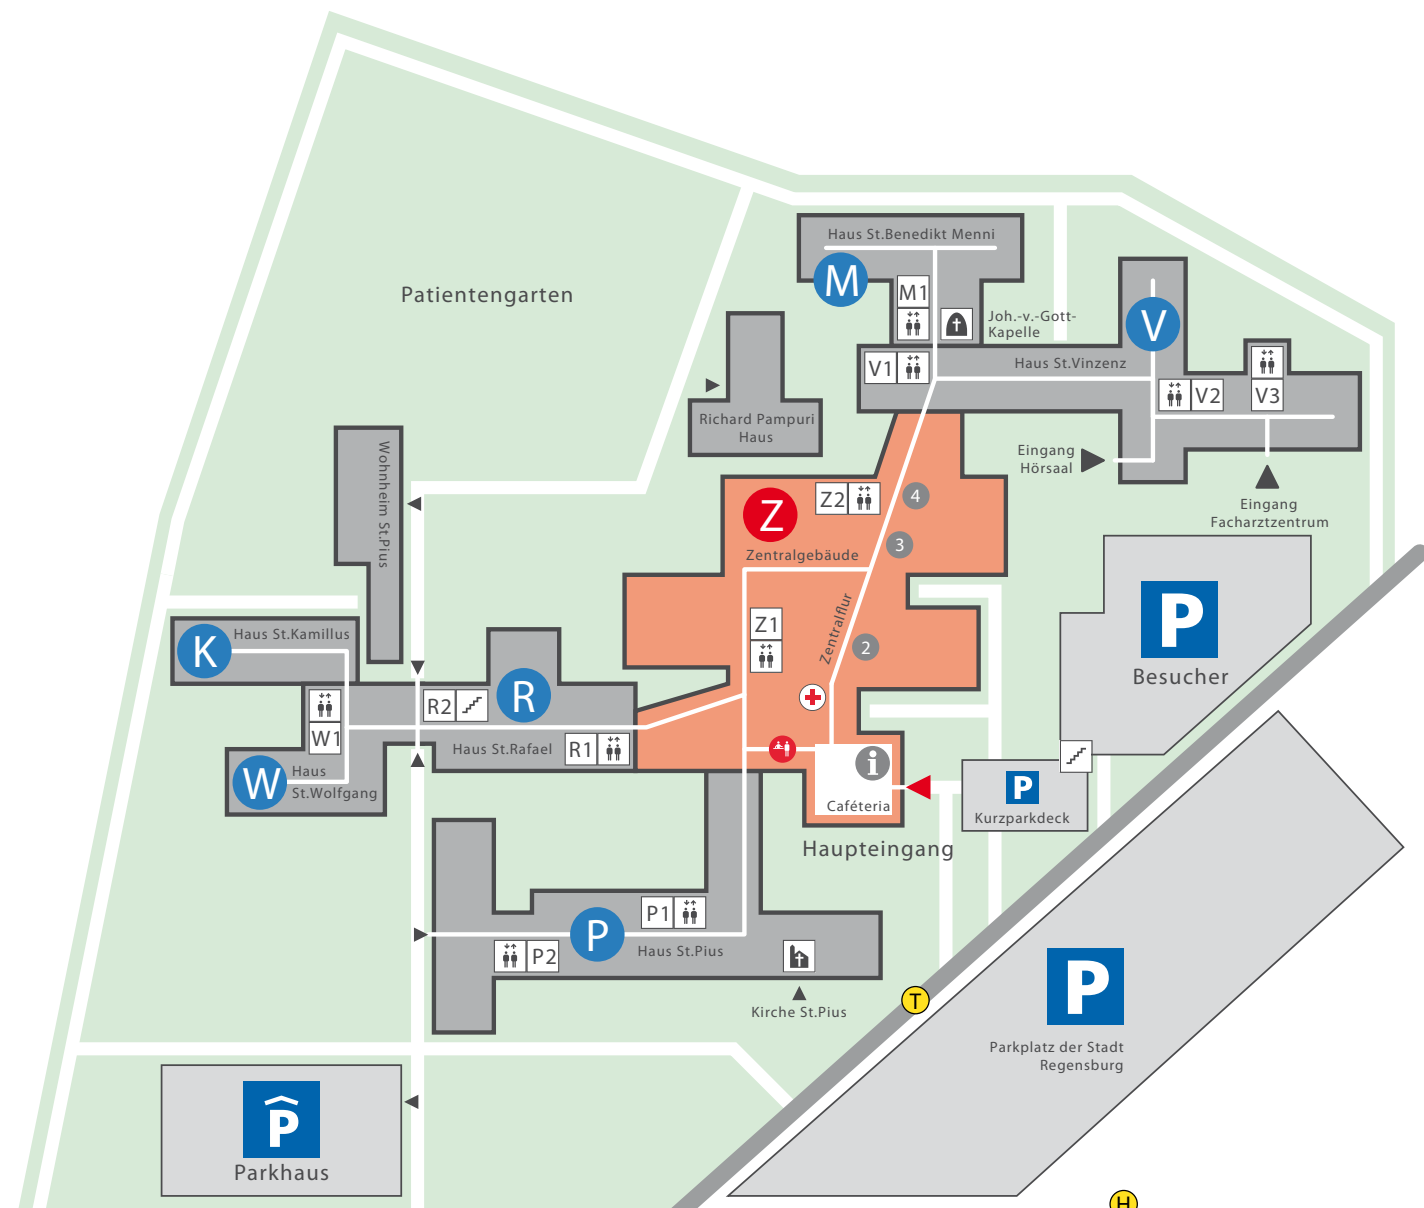 Haus St.Benedikt Menni
M
M1
Joh.-v.-Gott-
Kapelle
V
Patientengarten
V1
Haus St.Vinzenz
V2
V3
Richard Pampuri
Haus
Eingang
Hörsaal
Eingang
Facharztzentrum
Wohnheim St.Pius
Z
Z2
4
3
Zentralgebäude
Zentralflur
2
Z1
P
Besucher
K
Haus St.Kamillus
R2
R
W1
Haus St.Rafael
R1
W
Haus
St.Wolfgang
i
Caféteria
P
Kurzparkdeck
Haupteingang
P1
P
P2
Haus St.Pius
Kirche St.Pius
T
P
Parkplatz der Stadt
Regensburg
P
Parkhaus
H